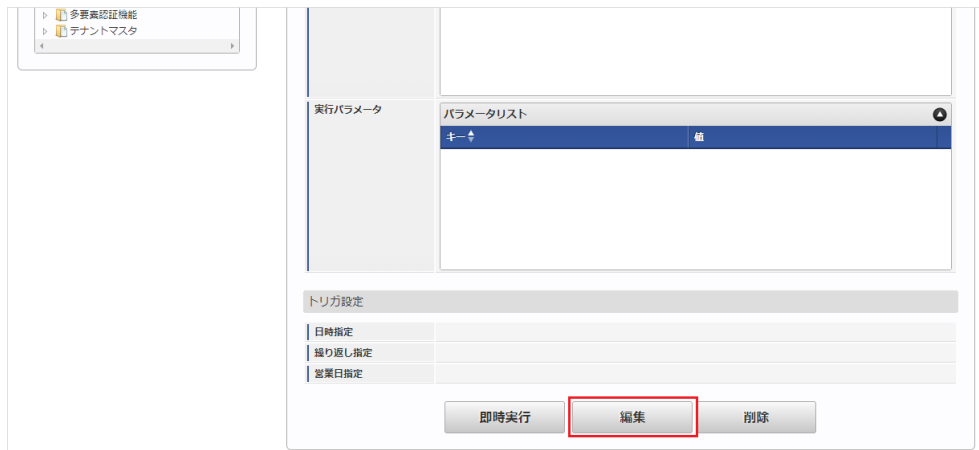 多要素認証機能
テナントマスタ
実行パラメータ
パラメータリスト
キー
値
トリガ設定
日時指定
繰り返し指定
営業日指定
即時実行
編集
削除